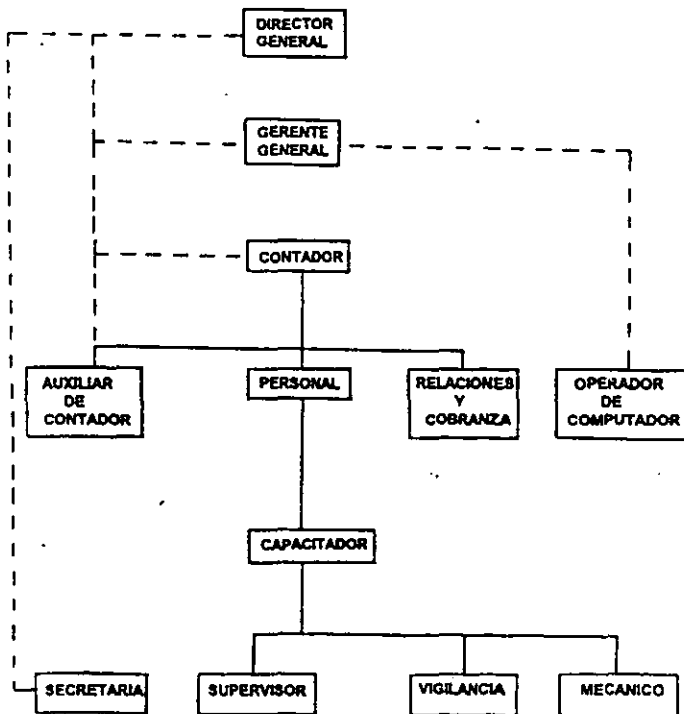 DIRECTOR
GENERAL
GERENTE
GENERAL
CONTADOR
AUXILIAR
DE
CONTADOR
PERSONAL
RELACIONES
Y
COBRANZA
OPERADOR
DE
COMPUTADOR
CAPACITADOR
SECRETARIA
SUPERVISOR
VIGILANCIA
MECANICO